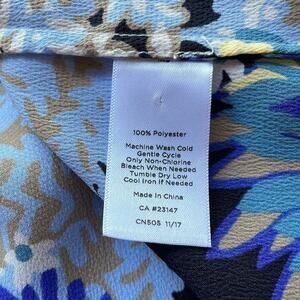 100% Polyester
Machine Wash Cold
Gentle Cycle
Only Non-Chlorine
Bleach When Needed
Tumble Dry Low
Cool Iron If Needed
Made In China
CA #23147
CN505 11/17